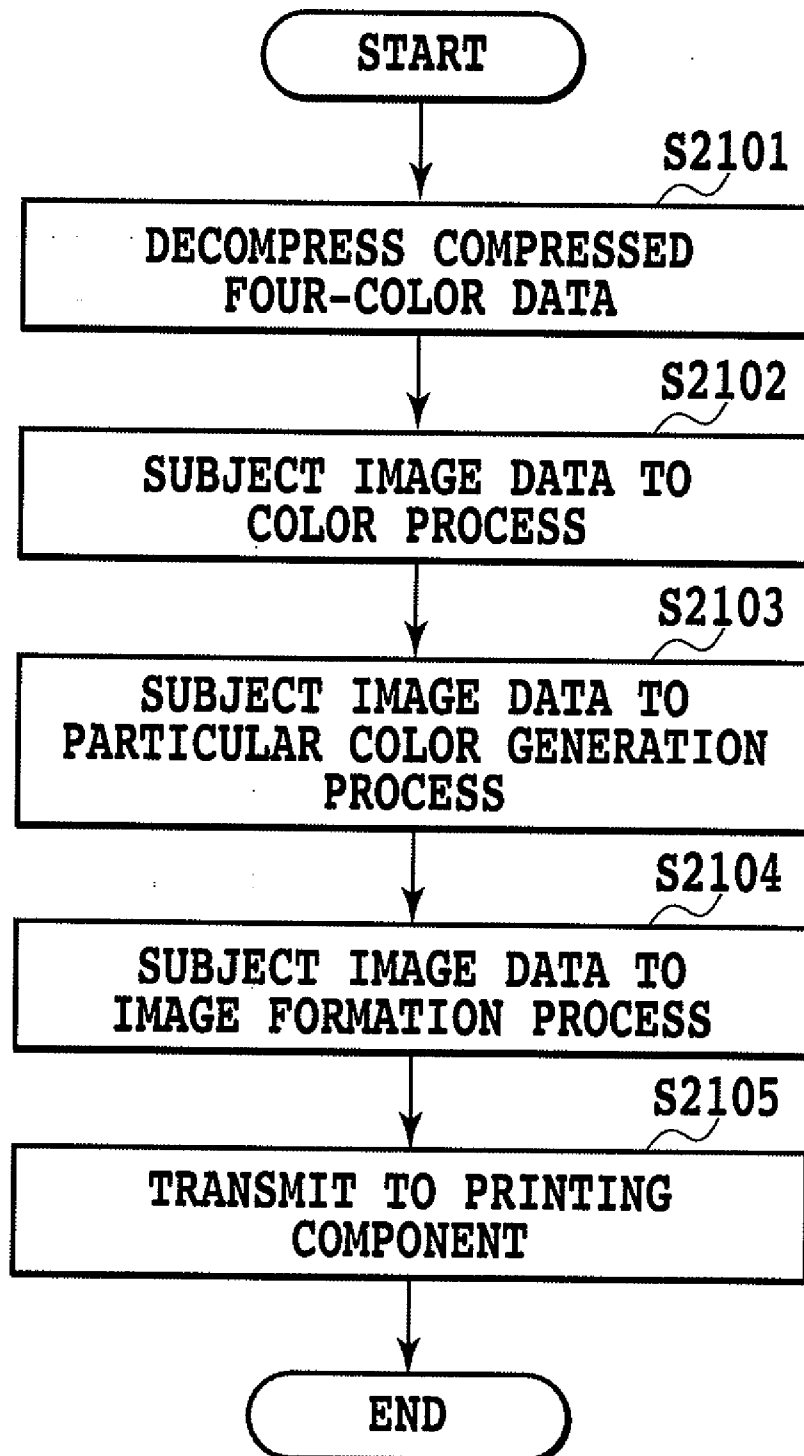 START
S2101
DECOMPRESS COMPRESSED
FOUR-COLOR DATA
S2102
SUBJECT IMAGE DATA TO
COLOR PROCESS
S2103
SUBJECT IMAGE DATA TO
PARTICULAR COLOR GENERATION
PROCESS
S2104
SUBJECT IMAGE DATA TO
IMAGE FORMATION PROCESS
S2105
TRANSMIT TO PRINTING
COMPONENT
END